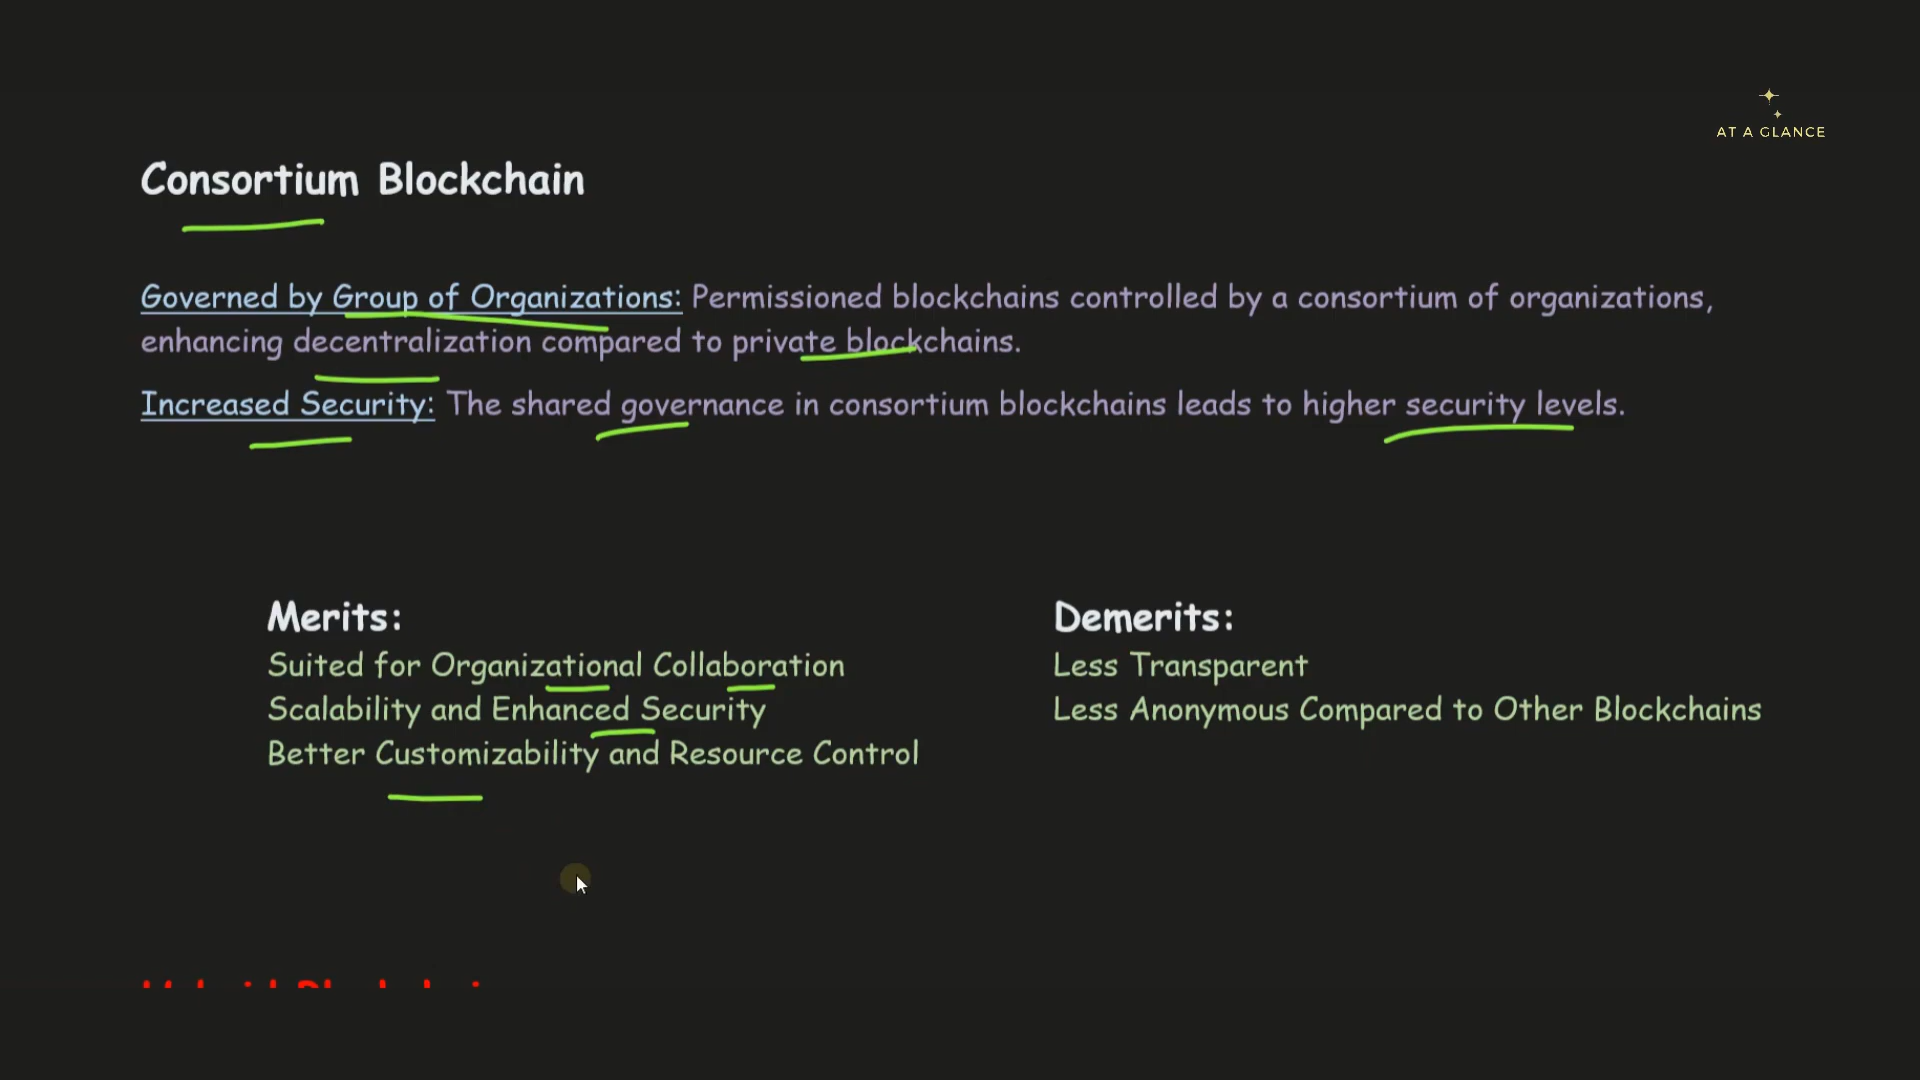 AT A GLANCE
Consortium Blockchain
Governed by Group of Organizations: Permissioned blockchains controlled by a consortium of organizations,
enhancing decentralization compared to private blockchains.
Increased Security: The shared governance in consortium blockchains leads to higher security levels.
Merits:
Suited for Organizational Collaboration
Scalability and Enhanced Security
Better Customizability and Resource Control
Demerits:
Less Transparent
Less Anonymous Compared to Other Blockchains